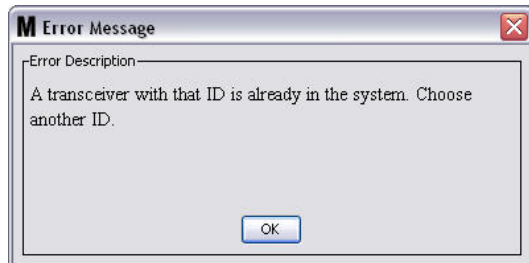 M Error Message
Error Description
A transceiver with that ID is already in the system. Choose
another ID.
OK